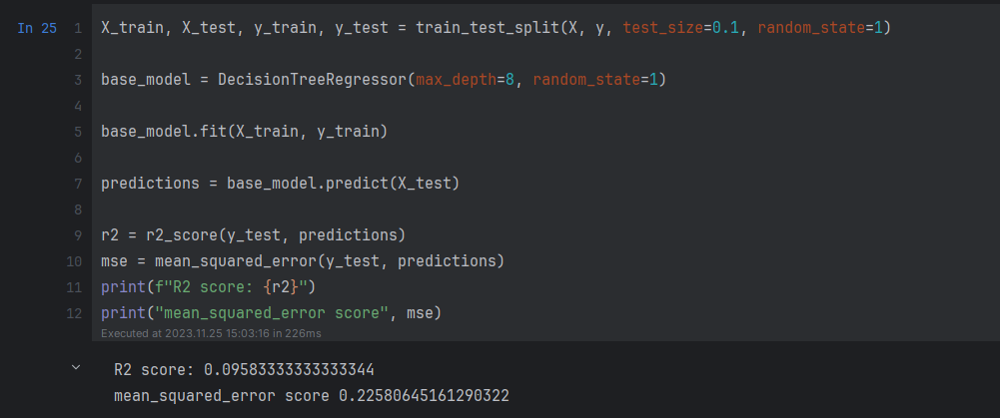 In 25 1 X_train, X_test, y_train, y_test = train_test_split(X, y, test_size=0.1, random_state=1)
2
3 base_model = DecisionTreeRegressor(max_depth=8, random_state=1)
4
5 base_model.fit(X_train, y_train)
6
7 predictions = base_model.predict(X_test)
8
9 r2 = r2_score(y_test, predictions)
10 mse = mean_squared_error(y_test, predictions)
11 print(f"R2 score: {r2}")
12 print("mean_squared_error score", mse)
Executed at 2023.11.25 15:03:16 in 226ms
R2 score: 0.09583333333333344
mean_squared_error score 0.22580645161290322